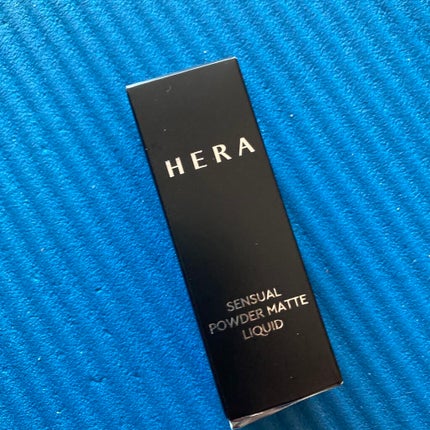 HERA
SENSUAL
POWDER MATTE
LIQUID